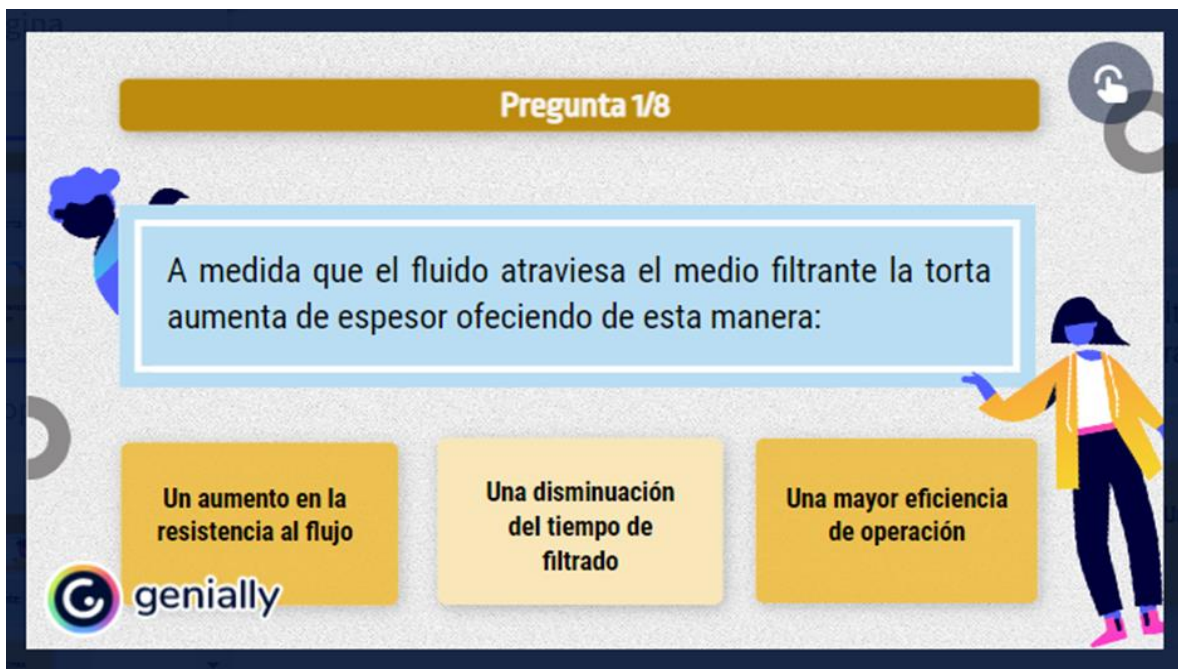 gina
Pregunta 1/8
A medida que el fluido atraviesa el medio filtrante la torta
aumenta de espesor ofeciendo de esta manera:
Un aumento en la
resistencia al flujo
Una disminuación
del tiempo de
filtrado
Una mayor eficiencia
de operación
genially